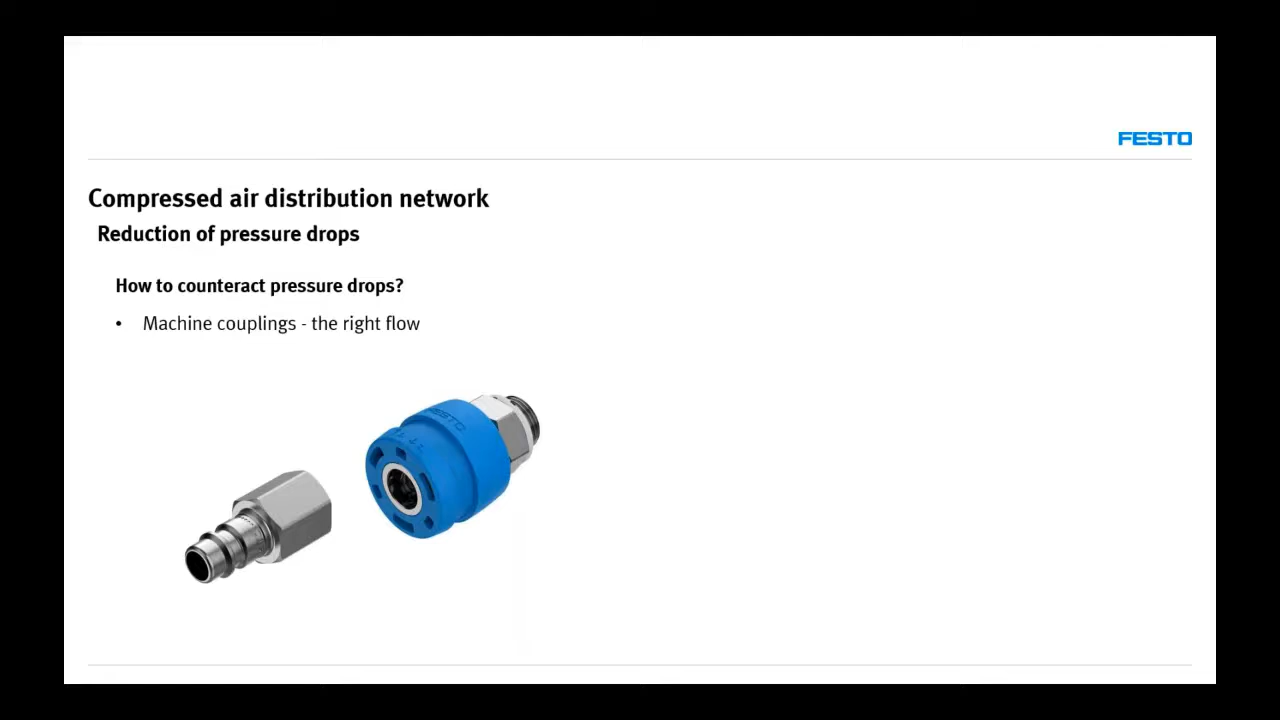 FESTO
Compressed air distribution network
Reduction of pressure drops
How to counteract pressure drops?
• Machine couplings - the right flow
FESTO